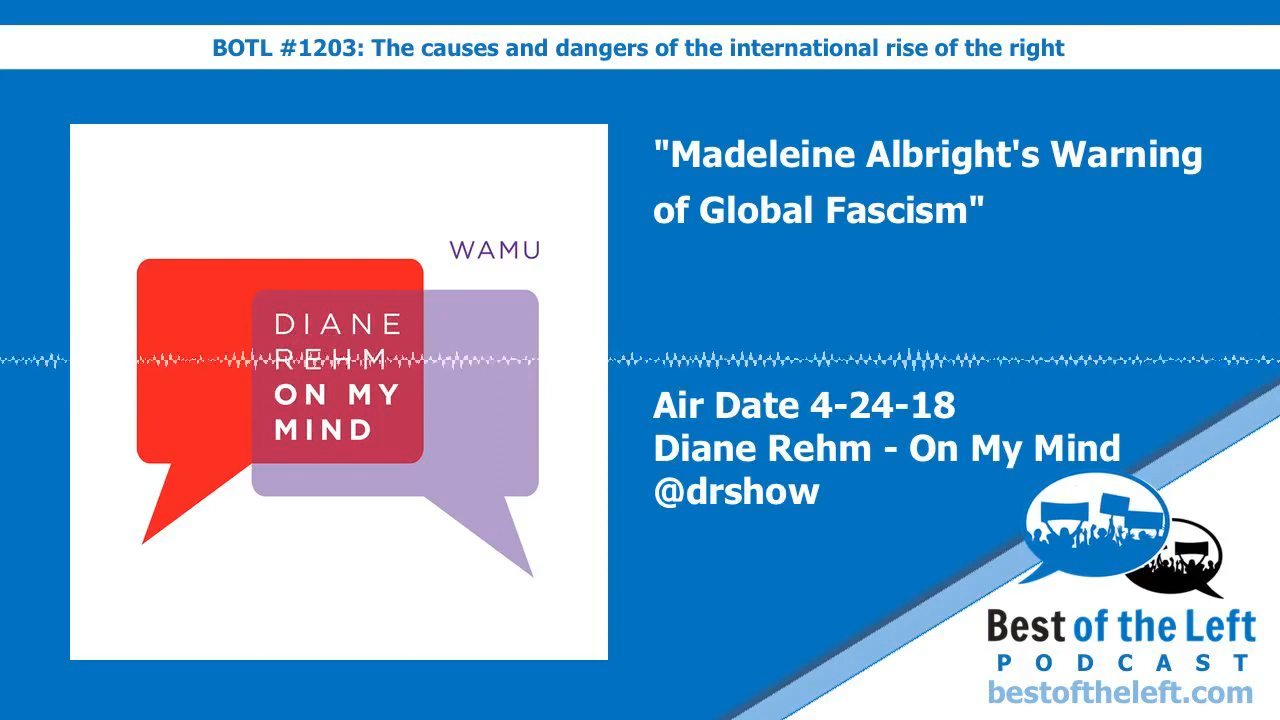 BOTL #1203: The causes and dangers of the international rise of the right
"Madeleine Albright's Warning
of Global Fascism"
WAMU
DIANE
REHM
ON MY
MIND
Air Date 4-24-18
Diane Rehm - On My Mind
@drshow
Best of the Left
PODCAST
bestoftheleft.com